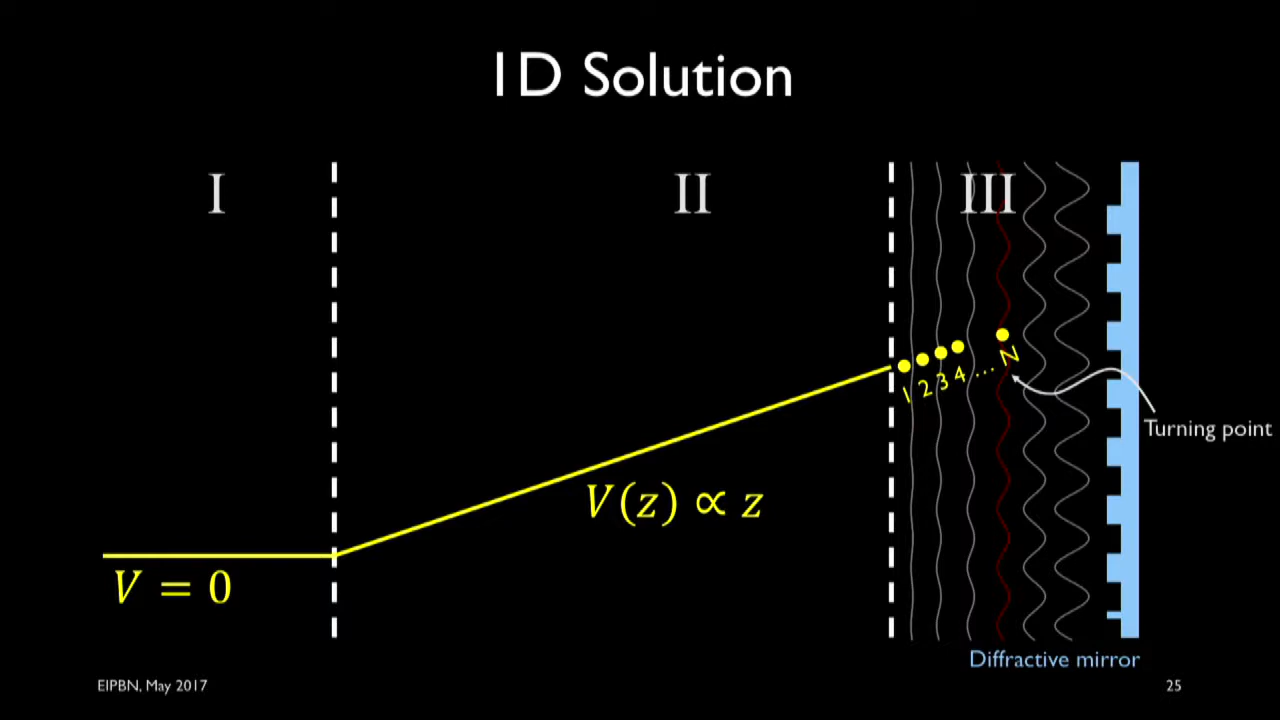 1D Solution
I
II
III
1 2 3 4 ... N
Turning point
V(z) ∝ z
V = 0
Diffractive mirror
EIPBN, May 2017
25